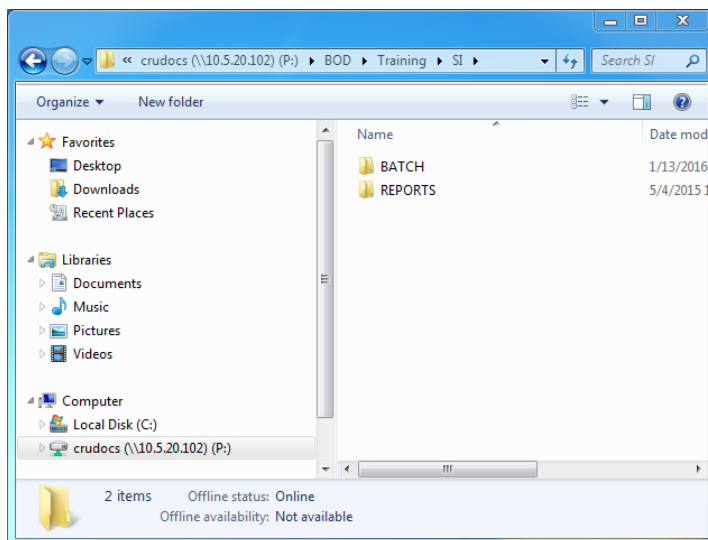 « crudocs (\\10.5.20.102) (P:) ▸ BOD ▸ Training ▸ SI ▸
Search SI
Organize ▾ New folder
Favorites
Desktop
Downloads
Recent Places
Libraries
Documents
Music
Pictures
Videos
Computer
Local Disk (C:)
crudocs (\\10.5.20.102) (P:)
Name Date mod
BATCH 1/13/2016
REPORTS 5/4/2015 1
2 items Offline status: Online
Offline availability: Not available